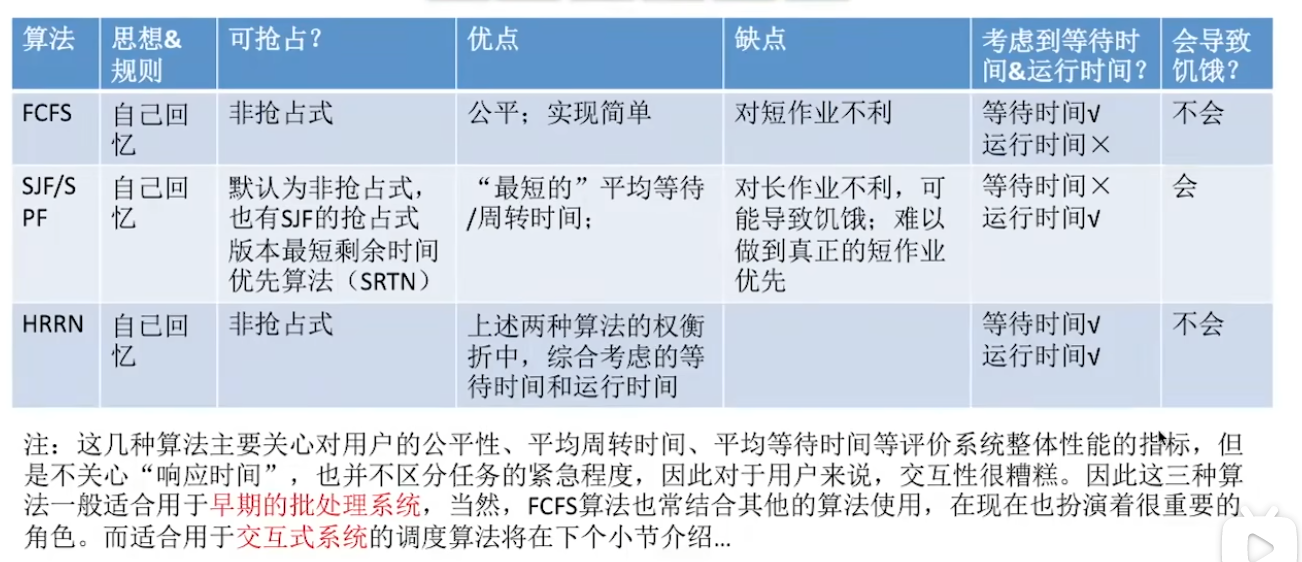 算法 思想& 可抢占？ 优点 缺点 考虑到等待时 会导致
规则 间&运行时间？ 饥饿？
FCFS 自己回 非抢占式 公平；实现简单 对短作业不利 等待时间√ 不会
忆 运行时间×
SJF/S 自己回 默认为非抢占式， “最短的”平均等待 对长作业不利，可 等待时间× 会
PF 忆 也有SJF的抢占式 /周转时间； 能导致饥饿；难以 运行时间√
版本最短剩余时间 做到真正的短作业
优先算法（SRTN） 优先
HRRN 自己回 非抢占式 上述两种算法的权衡 等待时间√ 不会
忆 折中，综合考虑的等 运行时间√
待时间和运行时间
注：这几种算法主要关心对用户的公平性、平均周转时间、平均等待时间等评价系统整体性能的指标，但
是不关心“响应时间”，也并不区分任务的紧急程度，因此对于用户来说，交互性很糟糕。因此这三种算
法一般适合用于早期的批处理系统，当然，FCFS算法也常结合其他的算法使用，在现在也扮演着很重要的
角色。而适合用于交互式系统的调度算法将在下个小节介绍...